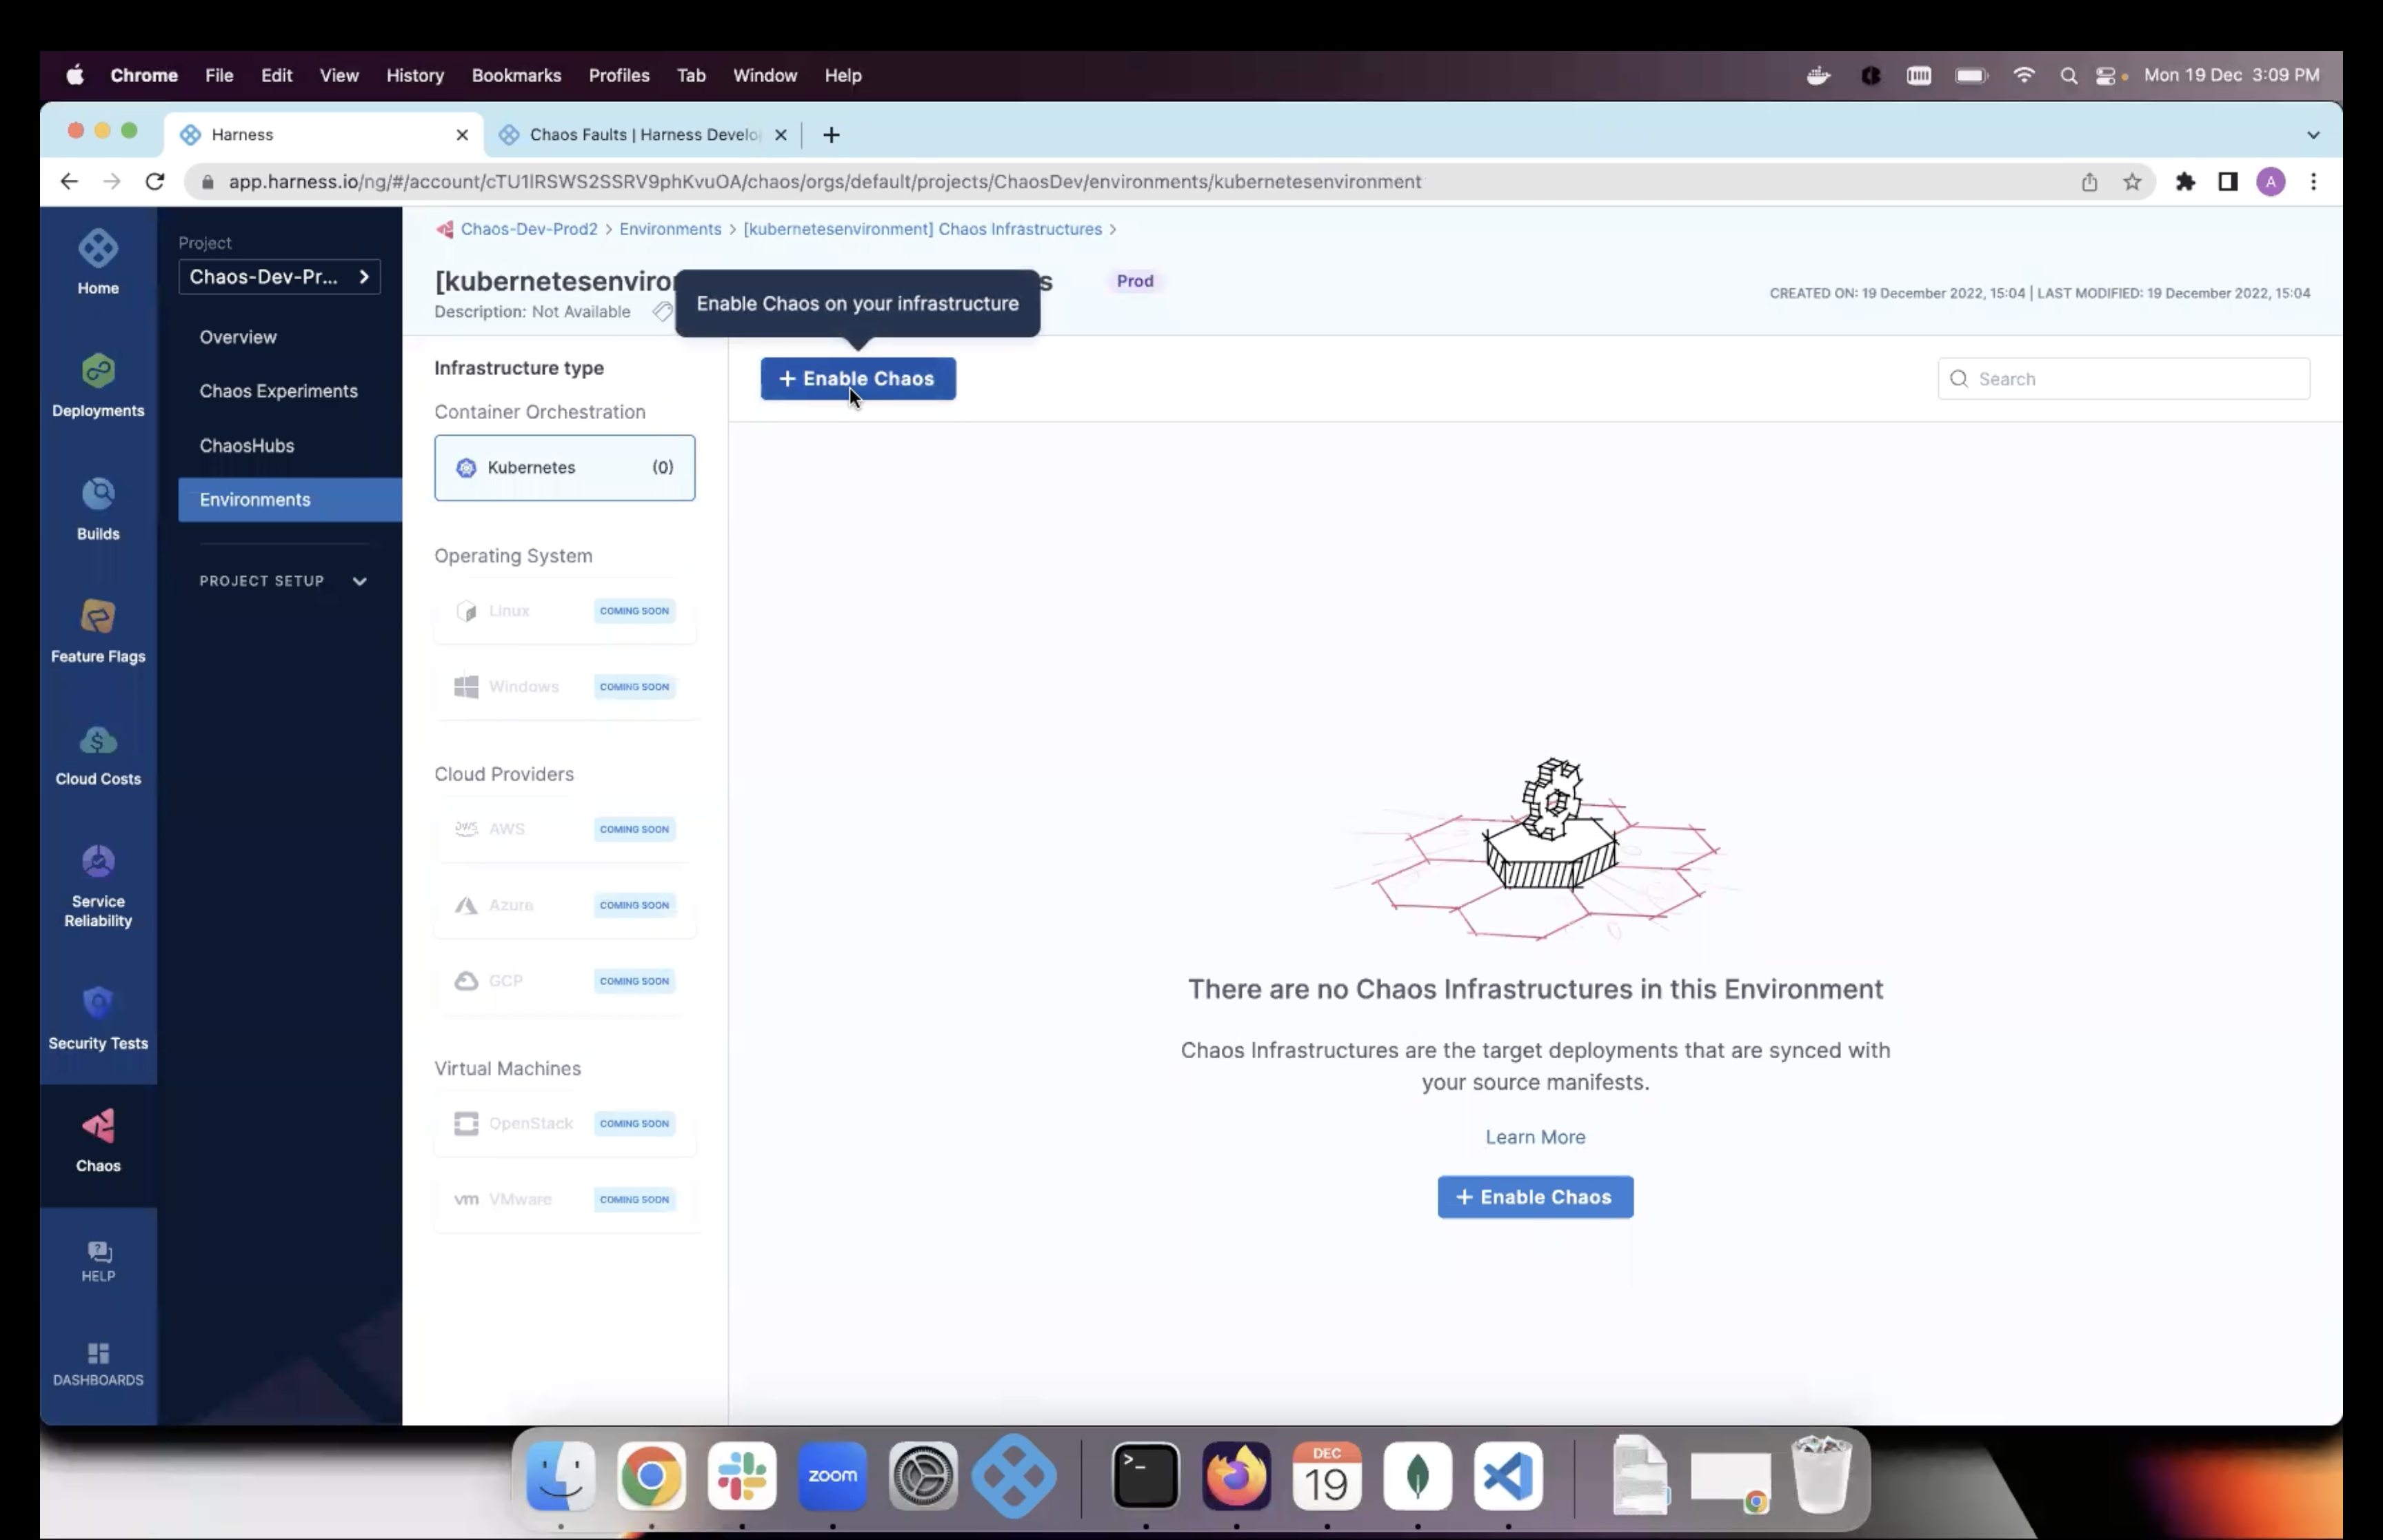 Chrome File Edit View History Bookmarks Profiles Tab Window Help Mon 19 Dec 3:09 PM
Harness Chaos Faults | Harness Develo
app.harness.io/ng/#/account/cTU1lRSWS2SSRV9phKvuOA/chaos/orgs/default/projects/ChaosDev/environments/kubernetesenvironment A
Home
Deployments
Builds
Feature Flags
Cloud Costs
Service
Reliability
Security Tests
Chaos
HELP
DASHBOARDS
Project
Chaos-Dev-Pr...
Overview
Chaos Experiments
ChaosHubs
Environments
PROJECT SETUP
Chaos-Dev-Prod2 > Environments > [kubernetesenvironment] Chaos Infrastructures >
[kubernetesenviro s Prod
Description: Not Available
Enable Chaos on your infrastructure
CREATED ON: 19 December 2022, 15:04 | LAST MODIFIED: 19 December 2022, 15:04
Infrastructure type
Container Orchestration
Kubernetes (0)
Operating System
Linux COMING SOON
Windows COMING SOON
Cloud Providers
aws AWS COMING SOON
Azure COMING SOON
GCP COMING SOON
Virtual Machines
OpenStack COMING SOON
vm VMware COMING SOON
+ Enable Chaos
Search
There are no Chaos Infrastructures in this Environment
Chaos Infrastructures are the target deployments that are synced with
your source manifests.
Learn More
+ Enable Chaos
zoom
>_
DEC
19